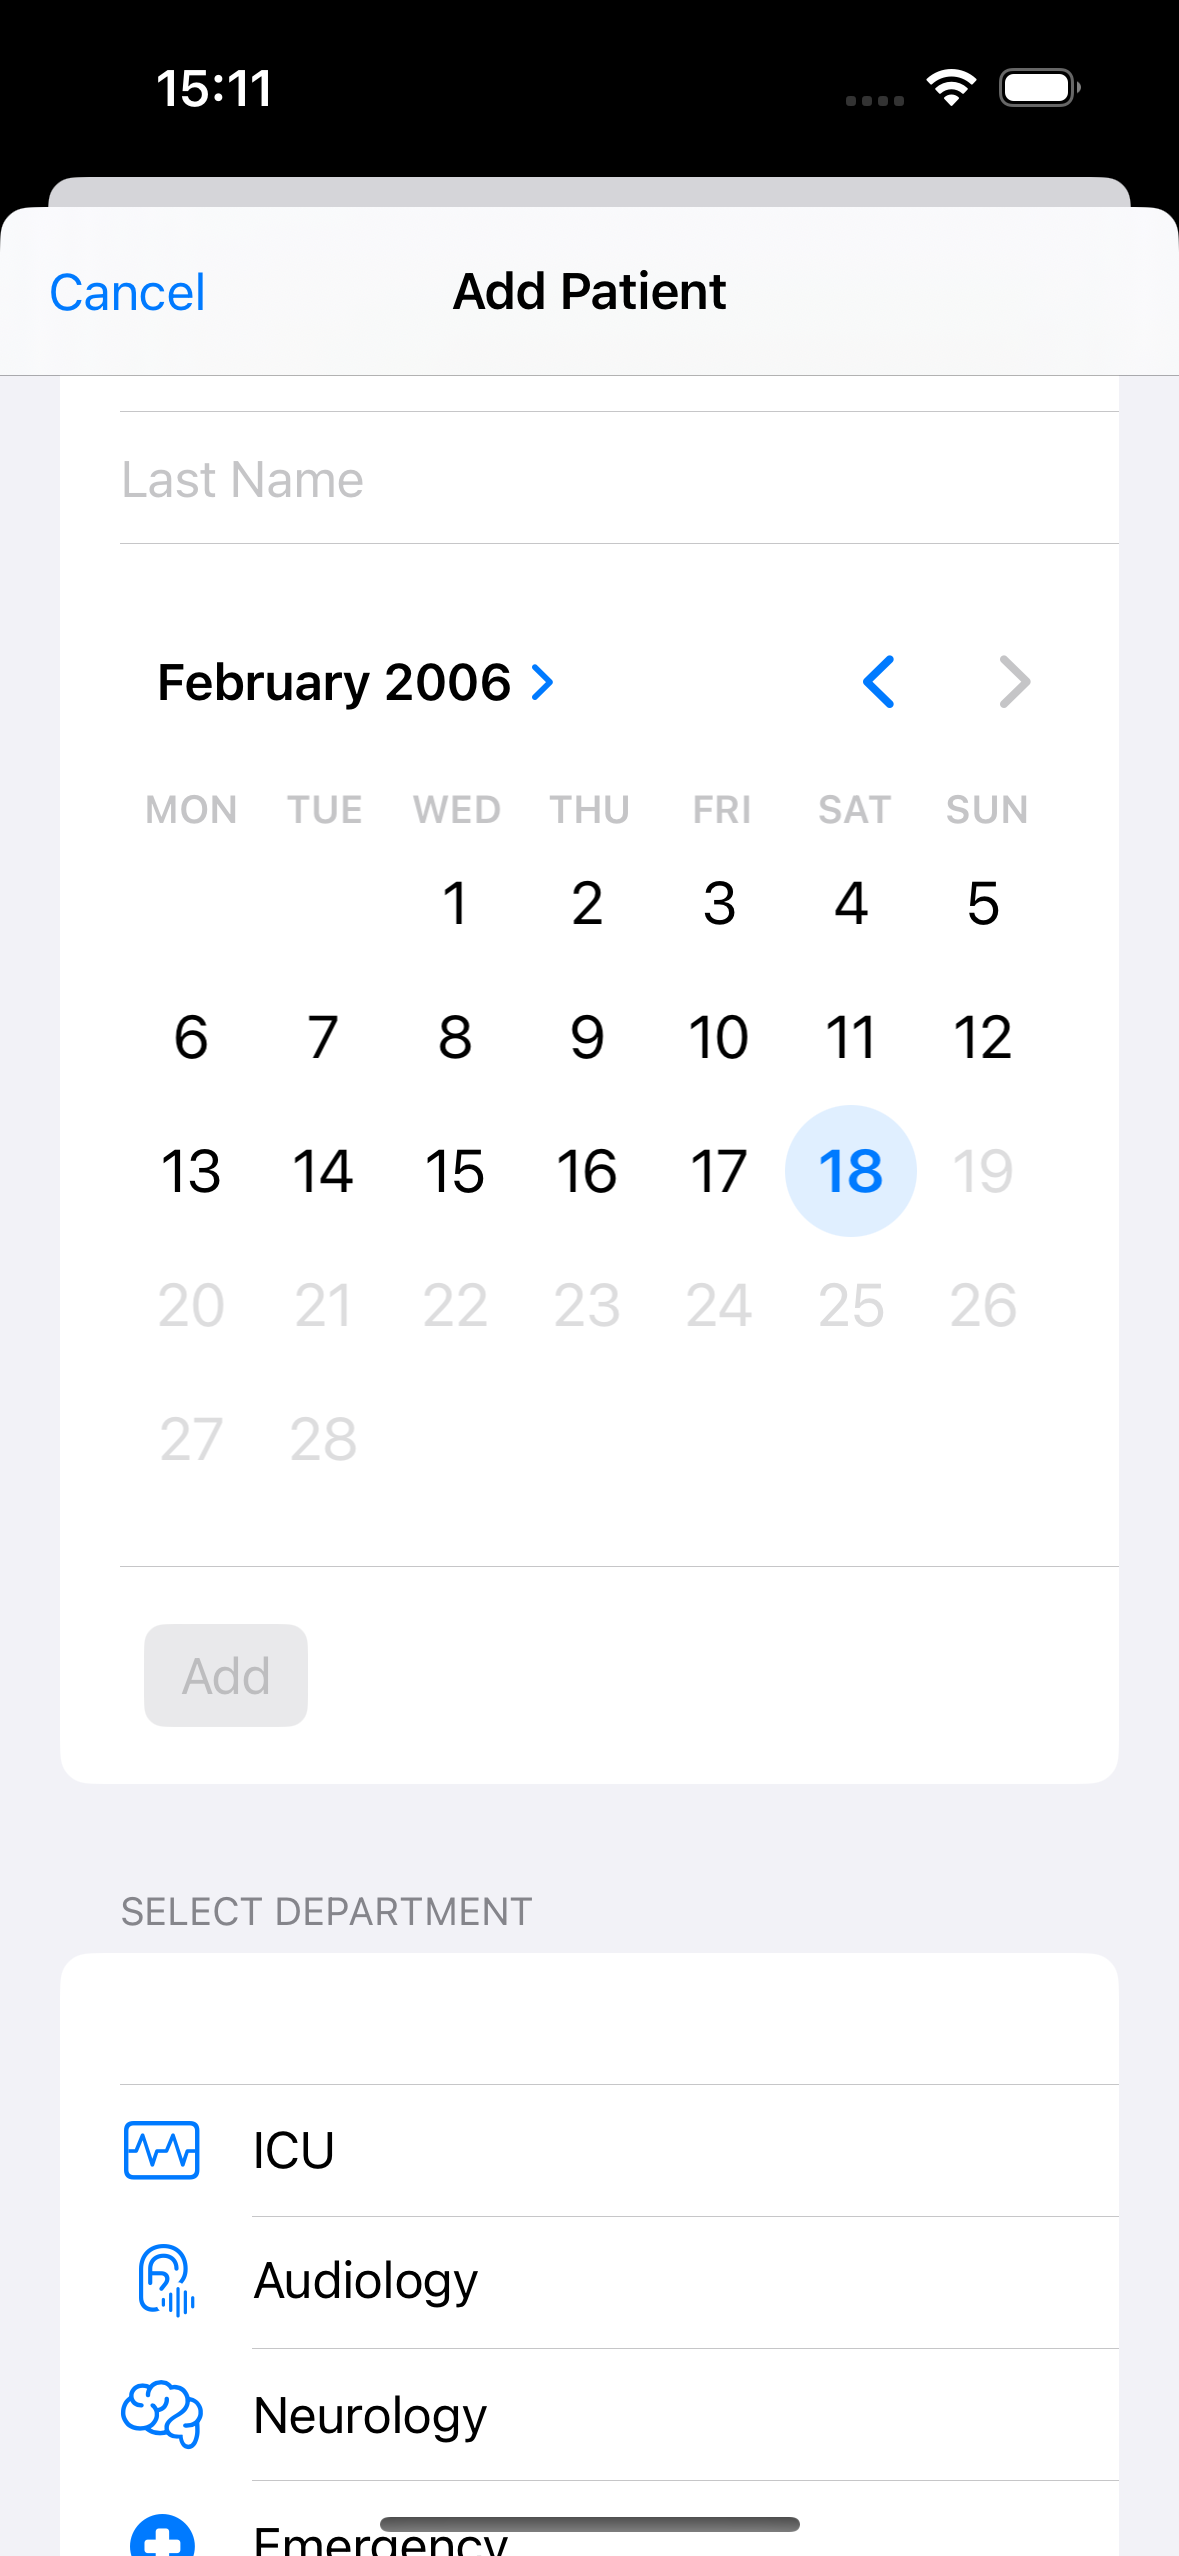 15:11
Cancel
Add Patient
Last Name
February 2006
MON TUE WED THU FRI SAT SUN
1 2 3 4 5
6 7 8 9 10 11 12
13 14 15 16 17 18 19
20 21 22 23 24 25 26
27 28
Add
SELECT DEPARTMENT
ICU
Audiology
Neurology
Emergency